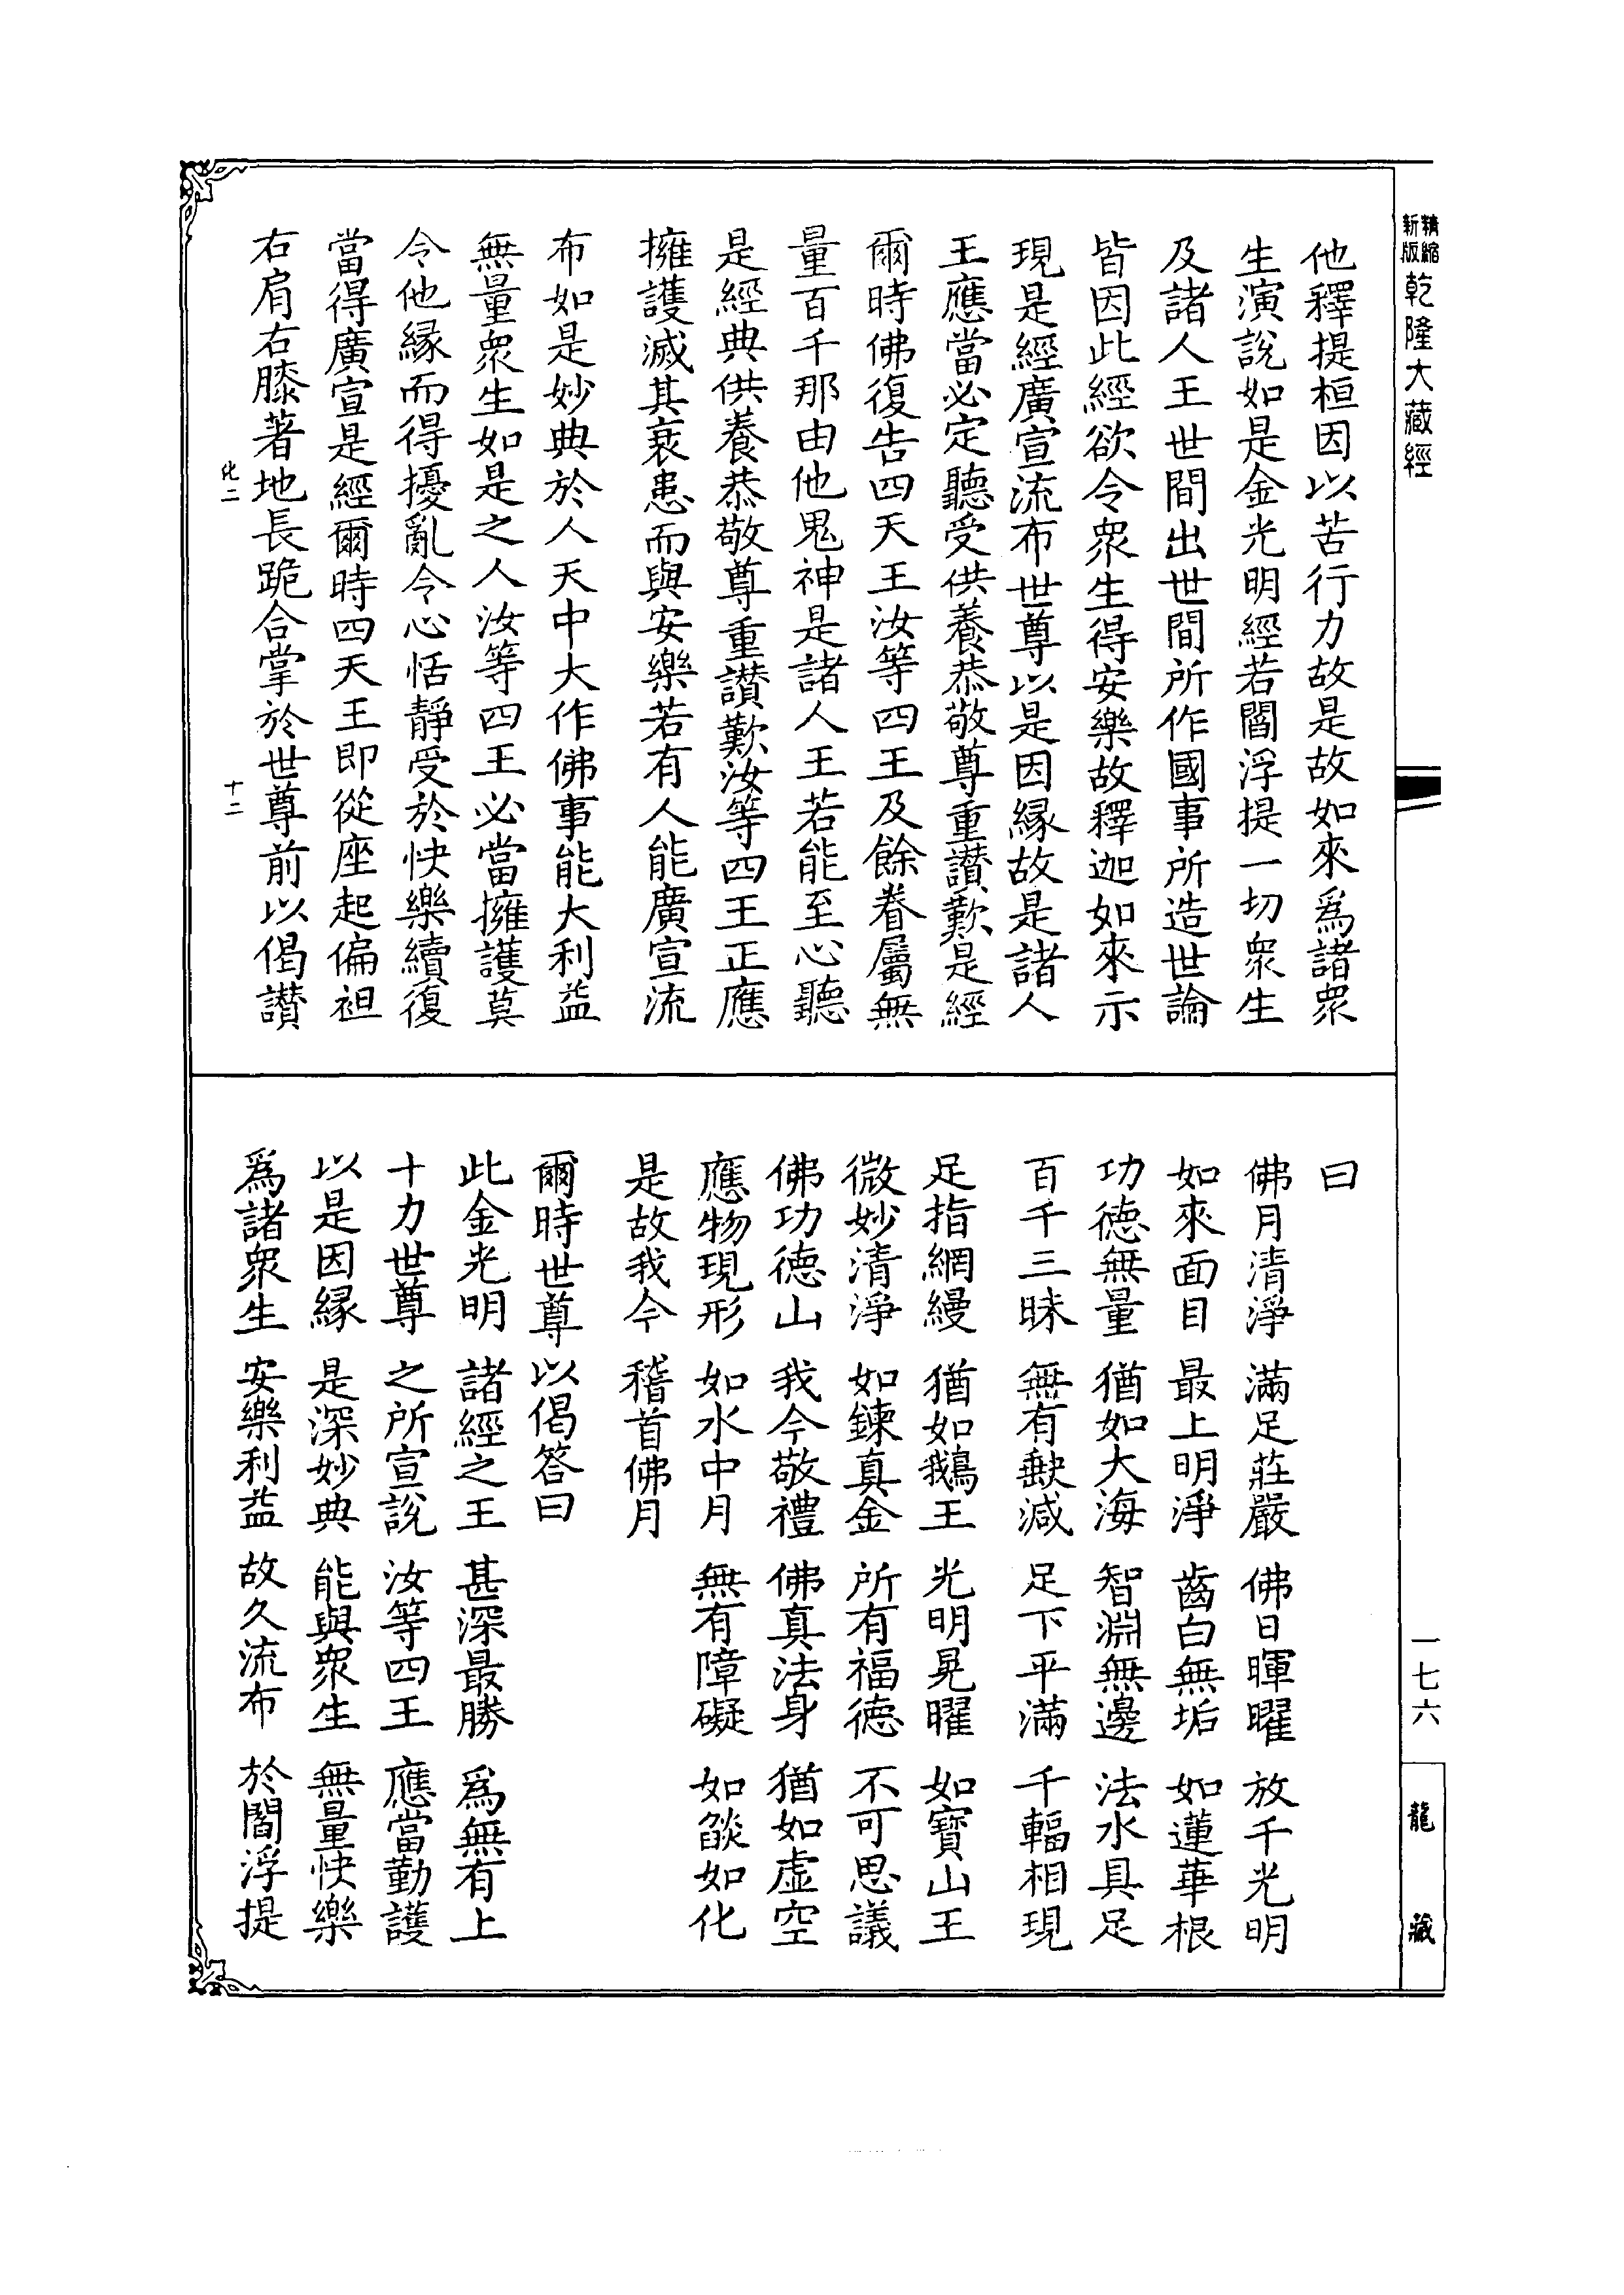 精縮新版乾隆大藏經
他釋提桓因以苦行力故是故如來爲諸衆
生演說如是金光明經若閻浮提一切衆生
及諸人王世間出世間所作國事所造世論
皆因此經欲令衆生得安樂故釋迦如來示
現是經廣宣流布世尊以是因緣故是諸人
王應當必定聽受供養恭敬尊重讚歎是經
爾時佛復告四天王汝等四王及餘眷屬無
量百千那由他鬼神是諸人王若能至心聽
是經典供養恭敬尊重讚歎汝等四王正應
擁護滅其衰患而與安樂若有人能廣宣流
布如是妙典於人天中大作佛事能大利益
無量衆生如是之人汝等四王必當擁護莫
令他緣而得擾亂令心恬靜受於快樂續復
當得廣宣是經爾時四天王即從座起偏袒
右肩右膝著地長跪合掌於世尊前以偈讃
化二 十二
曰
佛月清淨 滿足莊嚴 佛日暉曜 放千光明
如來面目 最上明淨 齒白無垢 如蓮華根
功德無量 猶如大海 智淵無邊 法水具足
百千三昧 無有缺減 足下平滿 千輻相現
足指網縵 猶如鵝王 光明晃曜 如寶山王
微妙清淨 如鍊真金 所有福德 不可思議
佛功德山 我今敬禮 佛真法身 猶如虛空
應物現形 如水中月 無有障礙 如燄如化
是故我今 稽首佛月
爾時世尊以偈答曰
此金光明 諸經之王 甚深最勝 爲無有上
十力世尊 之所宣說 汝等四王 應當勤護
以是因緣 是深妙典 能與衆生 無量快樂
爲諸衆生 安樂利益 故久流布 於閻浮提
一七六
龍藏